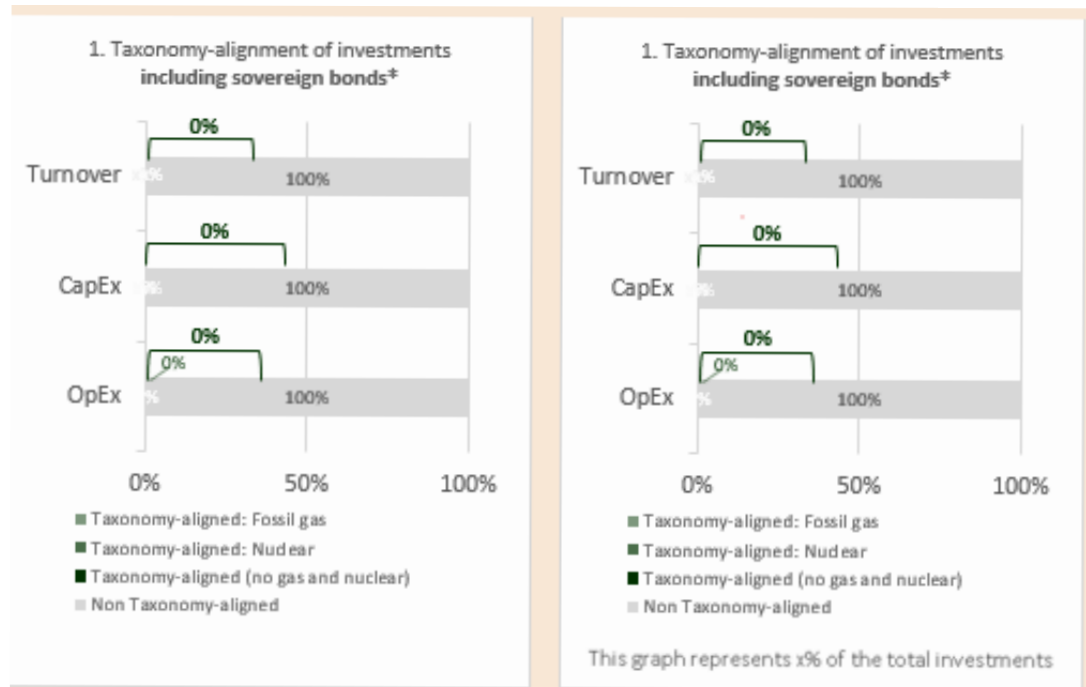 1. Taxonomy-alignment of investments
including sovereign bonds*
0%
Turnover
100%
0%
CapEx
100%
0%
0%
OpEx
%
100%
0%
50%
100%
Taxonomy-aligned: Fossil gas
Taxonomy-aligned: Nuclear
Taxonomy-aligned (no gas and nuclear)
Non Taxonomy-aligned
1. Taxonomy-alignment of investments
including sovereign bonds*
0%
Turnover
100%
0%
CapEx
100%
0%
0%
OpEx
%
100%
0%
50%
100%
Taxonomy-aligned: Fossil gas
Taxonomy-aligned: Nuclear
Taxonomy-aligned (no gas and nuclear)
Non Taxonomy-aligned
This graph represents x% of the total investments